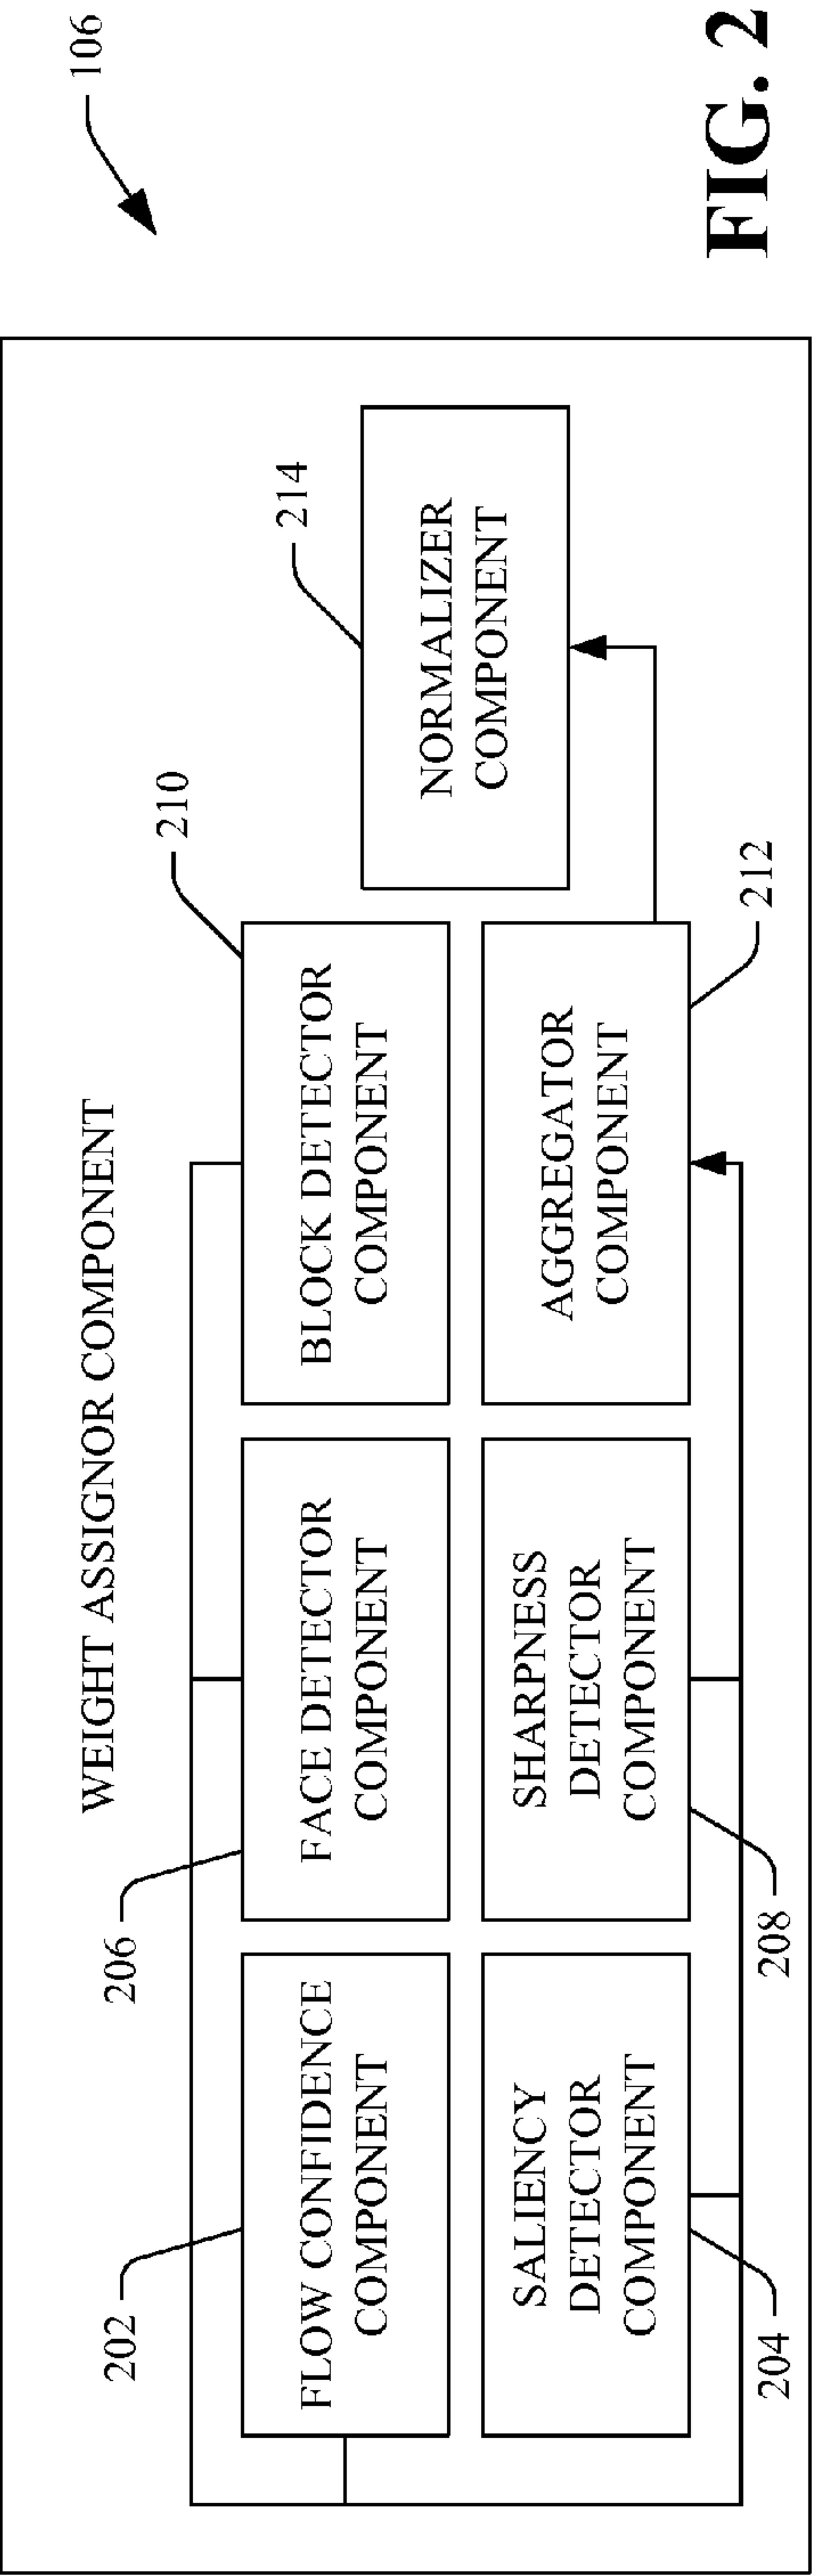 106
WEIGHT ASSIGNOR COMPONENT
202
FLOW CONFIDENCE
COMPONENT
206
FACE DETECTOR
COMPONENT
210
BLOCK DETECTOR
COMPONENT
214
NORMALIZER
COMPONENT
SALIENCY
DETECTOR
COMPONENT
204
SHARPNESS
DETECTOR
COMPONENT
208
AGGREGATOR
COMPONENT
212
FIG. 2